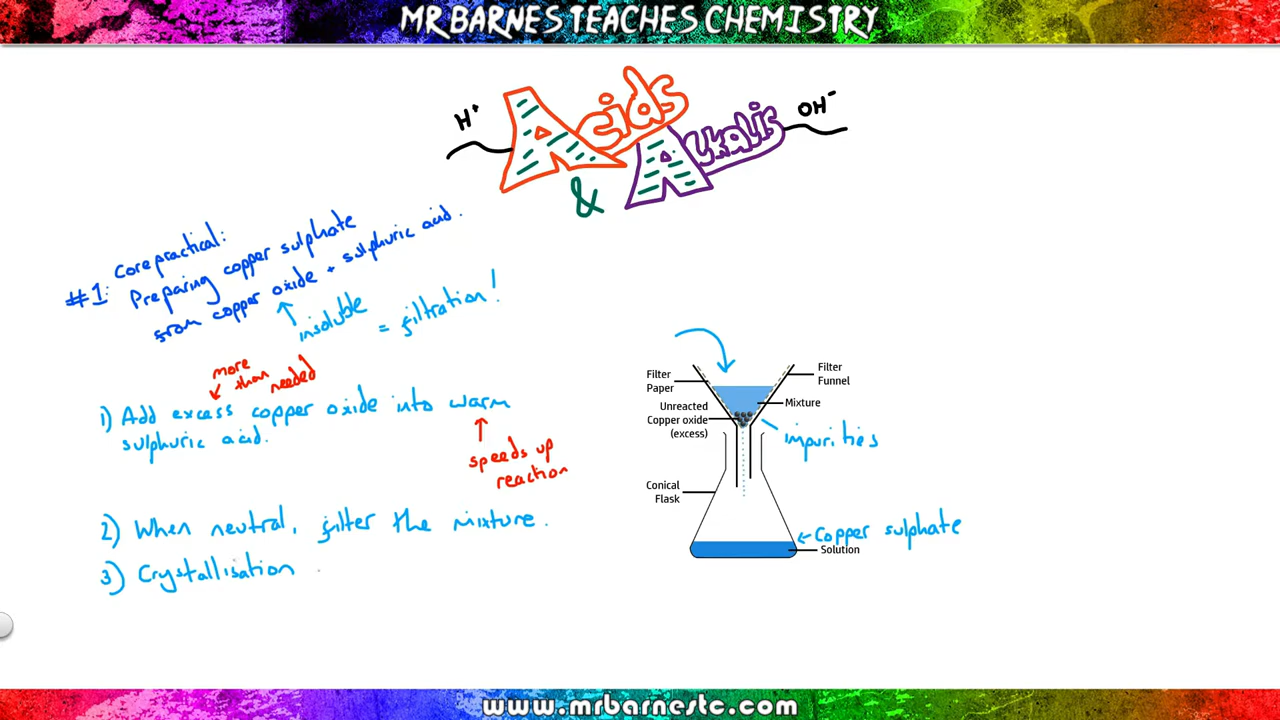 MR BARNES TEACHES CHEMISTRY
H⁺
Acids
&
Alkalis
OH⁻
Core practical:
#1: Preparing copper sulphate
from copper oxide + sulphuric acid.
insoluble
= filtration!
more
than
needed
1) Add excess copper oxide into warm
sulphuric acid.
speeds up
reaction
2) When neutral, filter the mixture.
3) Crystallisation
Filter
Paper
Filter
Funnel
Mixture
Unreacted
Copper oxide
(excess)
impurities
Conical
Flask
Copper sulphate
Solution
www.mrbarnestc.com